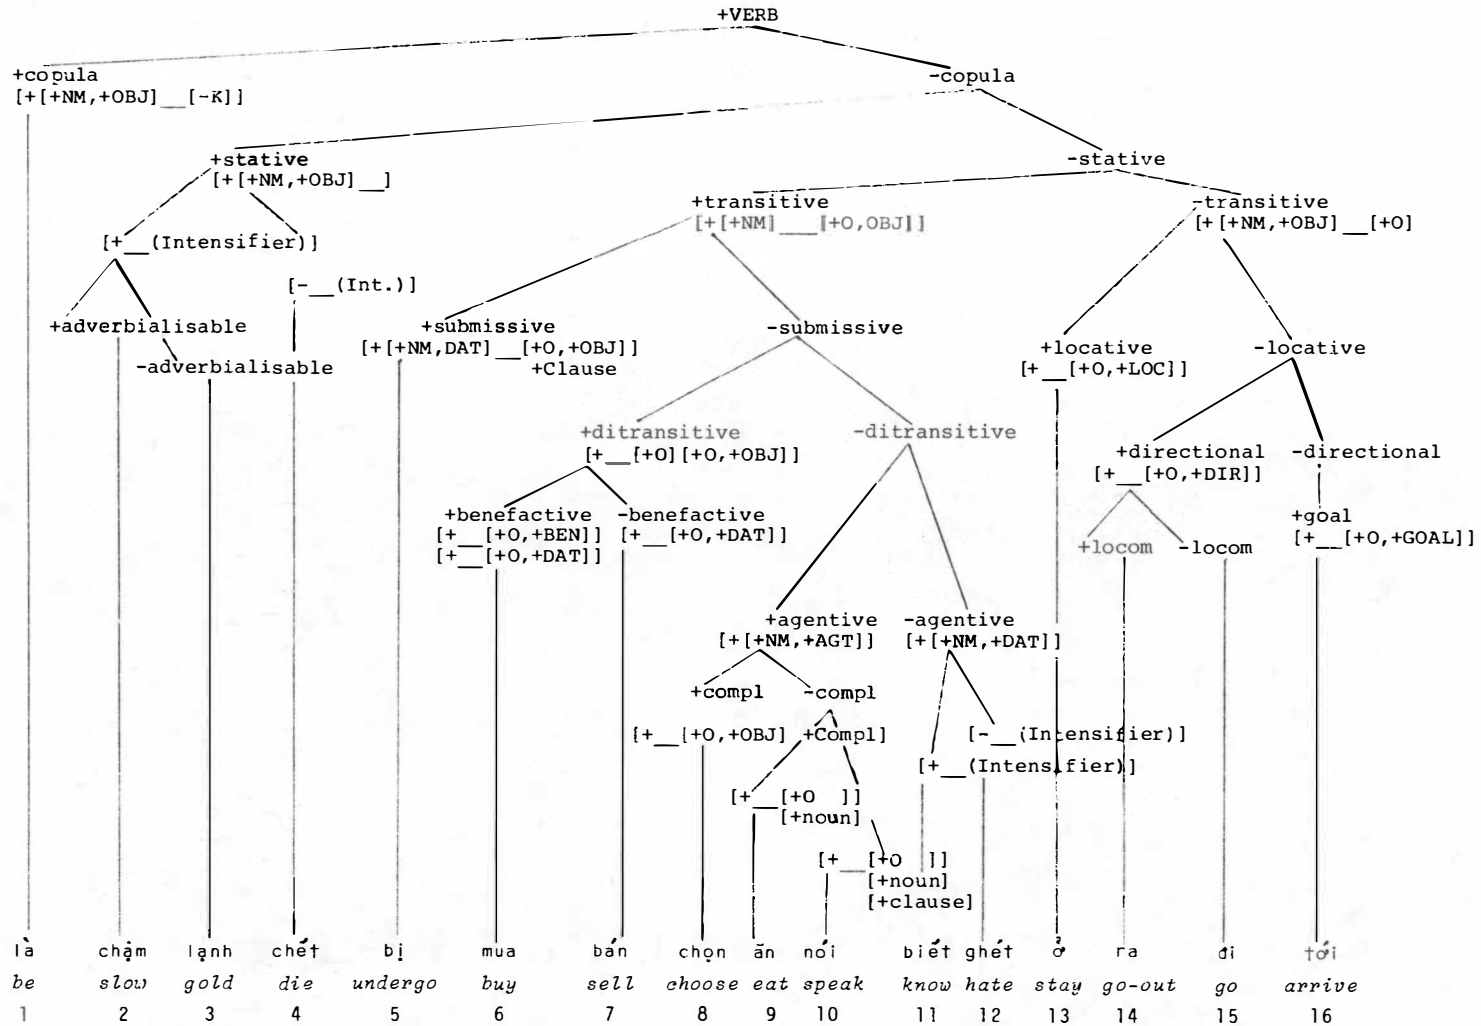 +VERB
+copula -copula
[+[+NM,+OBJ]__[-K]]
+stative -stative
[+[+NM,+OBJ]__]
+transitive -transitive
[+[+NM]__[+O,OBJ]] [+[+NM,+OBJ]__[+O]
[+__(Intensifier)]
[-__(Int.)]
+adverbialisable +submissive -submissive
[+[+NM,DAT]__[+O,+OBJ]] +locative -locative
-adverbialisable +Clause [+__[+O,+LOC]]
+ditransitive -ditransitive
[+__[+O][+O,+OBJ]] +directional -directional
[+__[+O,+DIR]]
+benefactive -benefactive +goal
[+__[+O,+BEN]] [+__[+O,+DAT]] [+__[+O,+GOAL]]
[+__[+O,+DAT]] +locom -locom
+agentive -agentive
[+[+NM,+AGT]] [+[+NM,+DAT]]
+compl -compl
[+__[+O,+OBJ] +Compl] [-__(Intensifier)]
[+__(Intensifier)]
[+__[+O ]]
[+noun]
[+__[+O ]]
[+noun]
[+clause]
là chậm lạnh chết bị mua bán chọn ăn nói biết ghét ở ra đi tới
be slow gold die undergo buy sell choose eat speak know hate stay go-out go arrive
1 2 3 4 5 6 7 8 9 10 11 12 13 14 15 16